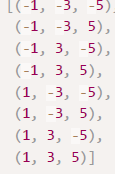 [(-1, -3, -5),
(-1, -3, 5),
(-1, 3, -5),
(-1, 3, 5),
(1, -3, -5),
(1, -3, 5),
(1, 3, -5),
(1, 3, 5)]